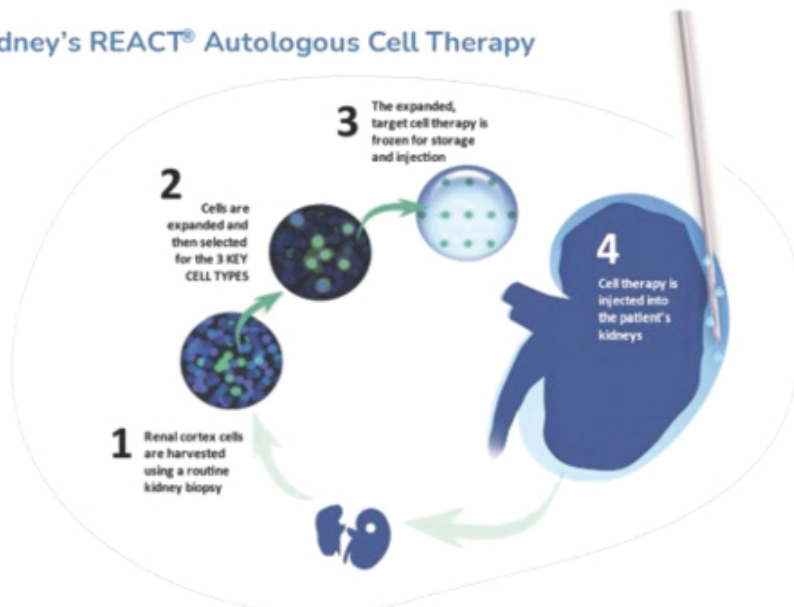 dney's REACT® Autologous Cell Therapy
3
The expanded,
target cell therapy is
frozen for storage
and injection
2
Cells are
expanded and
then selected
for the 3 KEY
CELL TYPES
4
Cell therapy is
injected into
the patient's
kidneys
1
Renal cortex cells
are harvested
using a routine
kidney biopsy